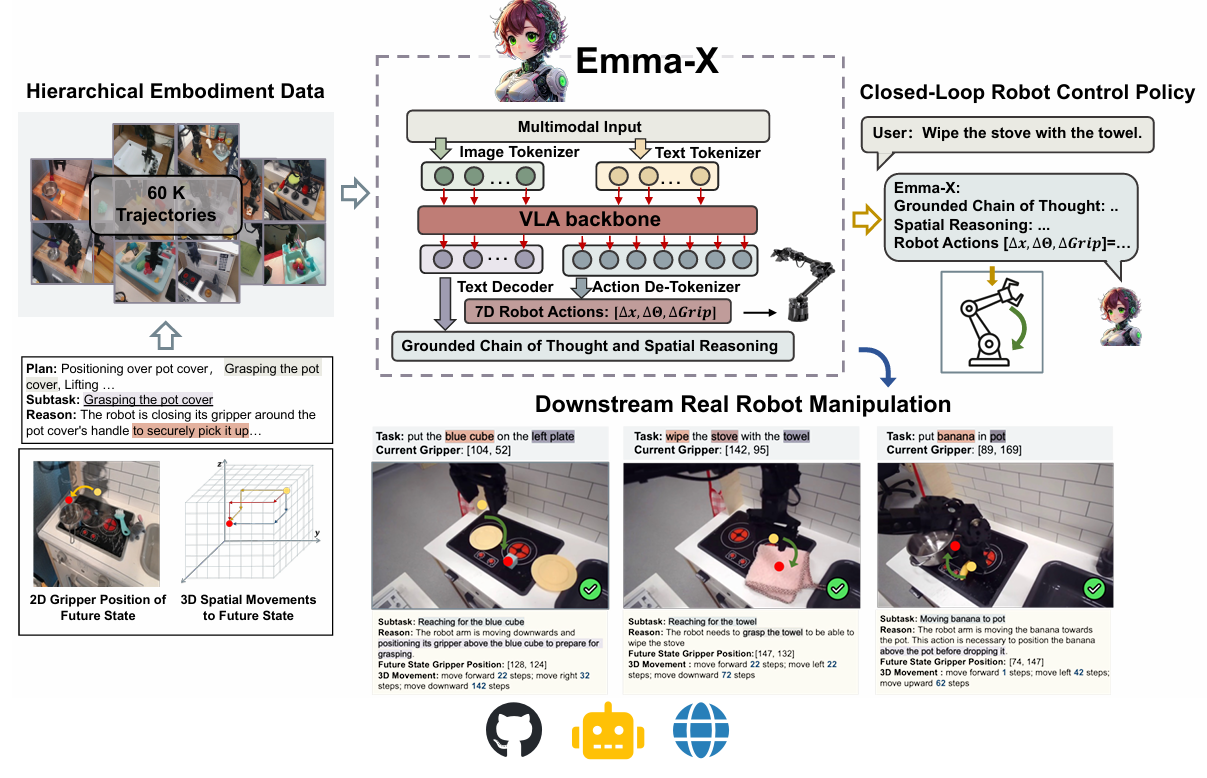 Emma-X
Hierarchical Embodiment Data
60 K
Trajectories
Plan: Positioning over pot cover, Grasping the pot
cover, Lifting …
Subtask: Grasping the pot cover
Reason: The robot is closing its gripper around the
pot cover's handle to securely pick it up…
z
y
2D Gripper Position of
Future State
3D Spatial Movements
to Future State
Multimodal Input
Image Tokenizer
Text Tokenizer
...
...
VLA backbone
...
Text Decoder
Action De-Tokenizer
7D Robot Actions: [Δx, ΔΘ, ΔGrip]
Grounded Chain of Thought and Spatial Reasoning
Closed-Loop Robot Control Policy
User: Wipe the stove with the towel.
Emma-X:
Grounded Chain of Thought: ..
Spatial Reasoning: ...
Robot Actions [Δx, ΔΘ, ΔGrip]=…
Downstream Real Robot Manipulation
Task: put the blue cube on the left plate
Current Gripper: [104, 52]
Subtask: Reaching for the blue cube
Reason: The robot arm is moving downwards and
positioning its gripper above the blue cube to prepare for
grasping.
Future State Gripper Position: [128, 124]
3D Movement: move forward 22 steps; move right 32
steps; move downward 142 steps
Task: wipe the stove with the towel
Current Gripper: [142, 95]
Subtask: Reaching for the towel
Reason: The robot needs to grasp the towel to be able to
wipe the stove
Future State Gripper Position:[147, 132]
3D Movement : move forward 22 steps; move left 22
steps; move downward 72 steps
Task: put banana in pot
Current Gripper: [89, 169]
Subtask: Moving banana to pot
Reason: The robot arm is moving the banana towards
the pot. This action is necessary to position the banana
above the pot before dropping it.
Future State Gripper Position: [74, 147]
3D Movement : move forward 1 steps; move left 42 steps;
move upward 62 steps